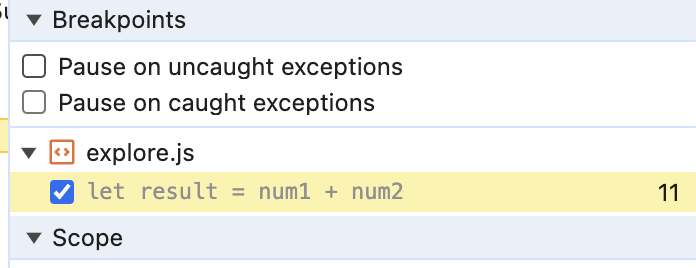 Breakpoints
Pause on uncaught exceptions
Pause on caught exceptions
explore.js
let result = num1 + num2 11
Scope